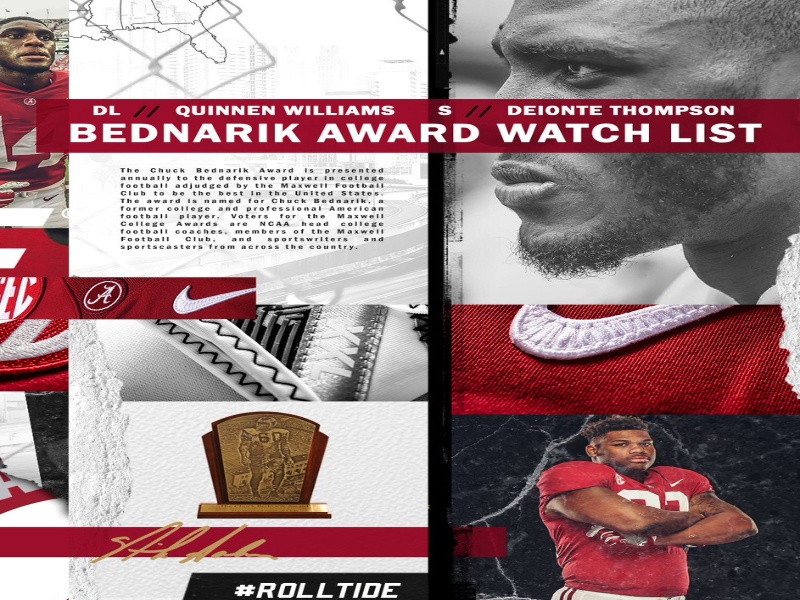 DL // QUINNEN WILLIAMS S // DEIONTE THOMPSON
BEDNARIK AWARD WATCH LIST
The Chuck Bednarik Award is presented
annually to the defensive player in college
football adjudged by the Maxwell Football
Club to be the best in the United States.
The award is named for Chuck Bednarik, a
former college and professional American
football player. Voters for the Maxwell
College Awards are NCAA head college
football coaches, members of the Maxwell
Football Club, and sportswriters and
sportscasters from across the country.
SEC
A
60
#ROLLTIDE